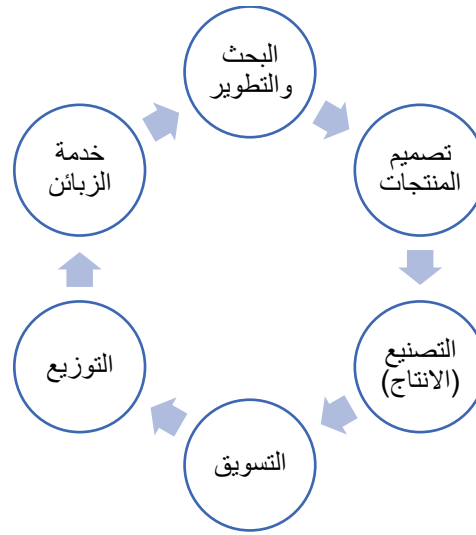 البحث
والتطوير
تصميم
المنتجات
التصنيع
(الانتاج)
التسويق
التوزيع
خدمة
الزبائن